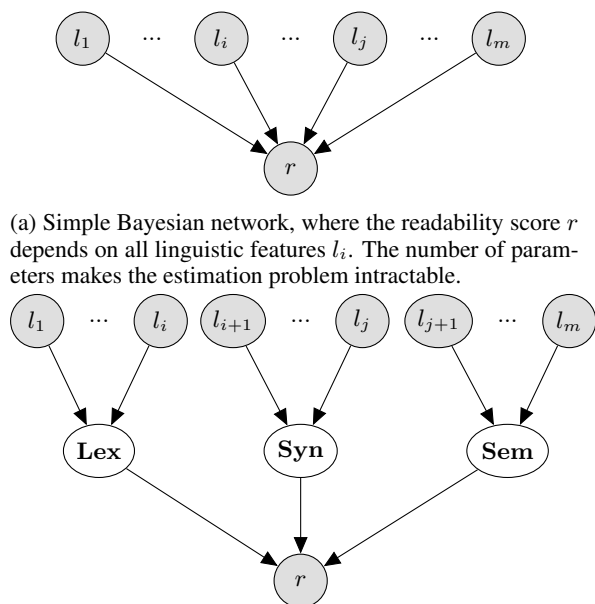 l₁ ... lᵢ ... lⱼ ... lₘ
r
(a) Simple Bayesian network, where the readability score r
depends on all linguistic features lᵢ. The number of param-
eters makes the estimation problem intractable.
l₁ ... lᵢ lᵢ₊₁ ... lⱼ lⱼ₊₁ ... lₘ
Lex Syn Sem
r